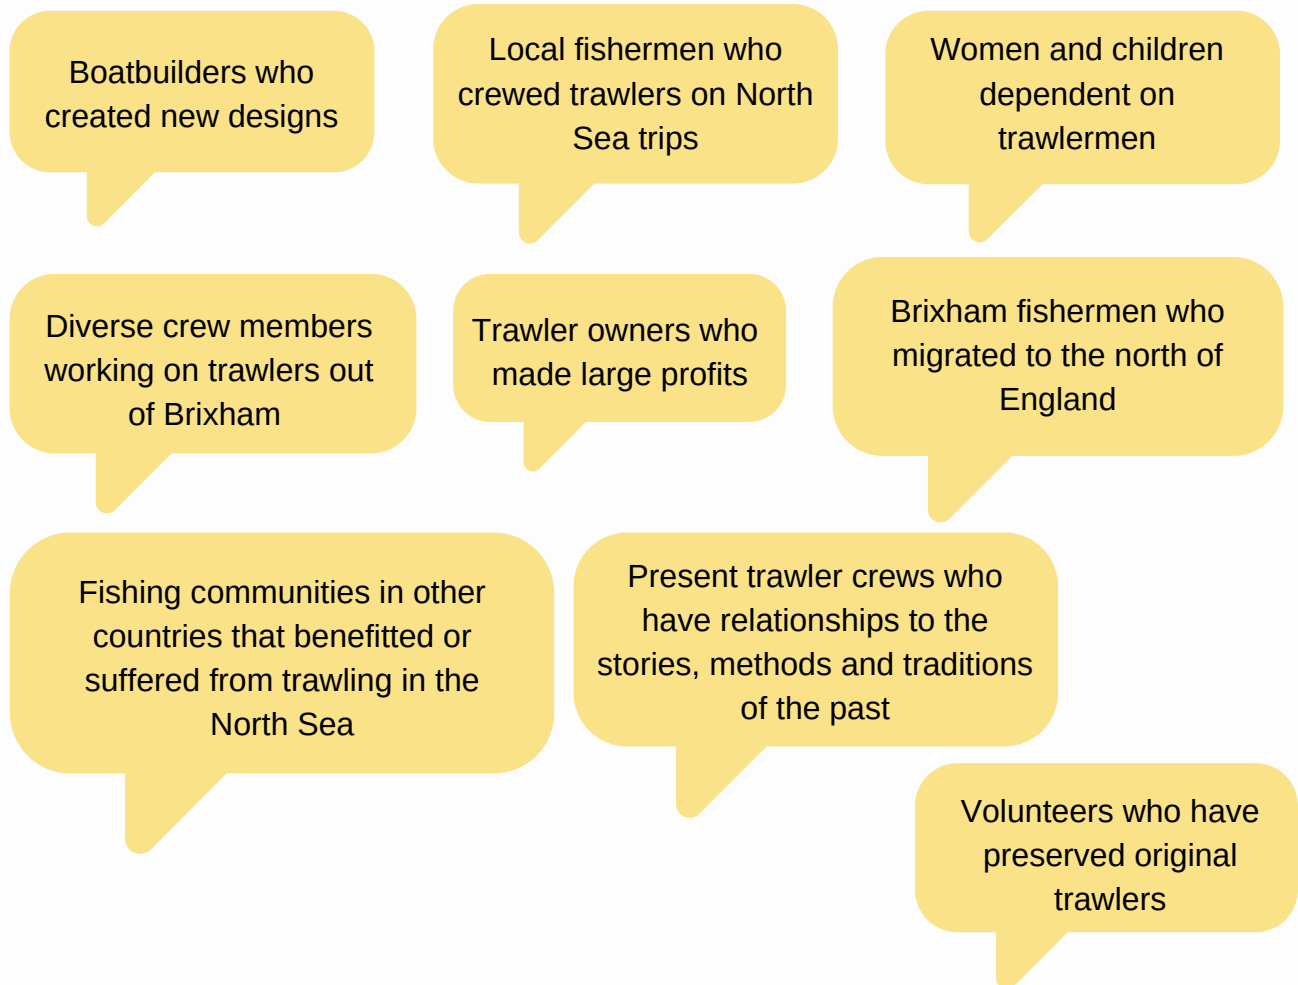 Boatbuilders who
created new designs
Local fishermen who
crewed trawlers on North
Sea trips
Women and children
dependent on
trawlermen
Diverse crew members
working on trawlers out
of Brixham
Trawler owners who
made large profits
Brixham fishermen who
migrated to the north of
England
Fishing communities in other
countries that benefitted or
suffered from trawling in the
North Sea
Present trawler crews who
have relationships to the
stories, methods and traditions
of the past
Volunteers who have
preserved original
trawlers